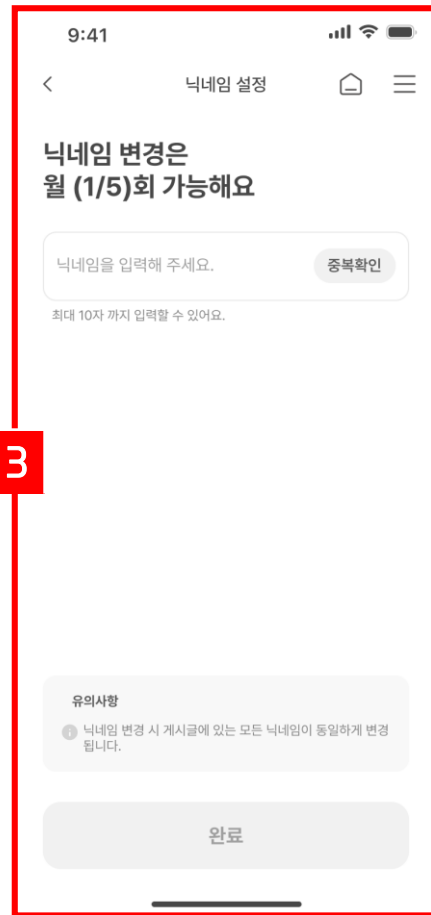 9:41
닉네임 설정
닉네임 변경은
월 (1/5)회 가능해요
닉네임을 입력해 주세요.
중복확인
최대 10자 까지 입력할 수 있어요.
3
유의사항
닉네임 변경 시 게시글에 있는 모든 닉네임이 동일하게 변경
됩니다.
완료